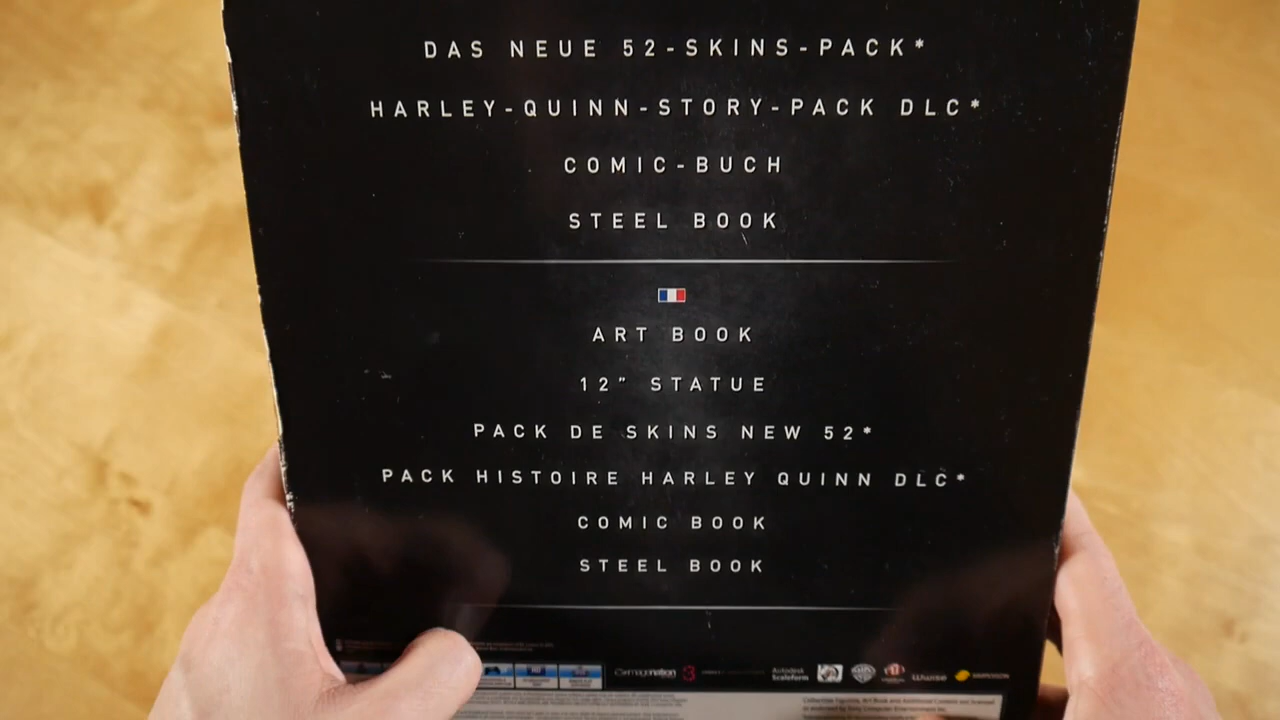 DAS NEUE 52-SKINS-PACK*
HARLEY-QUINN-STORY-PACK DLC*
COMIC-BUCH
STEEL BOOK
ART BOOK
12" STATUE
PACK DE SKINS NEW 52*
PACK HISTOIRE HARLEY QUINN DLC*
COMIC BOOK
STEEL BOOK
Autodesk
Scaleform
Wwise